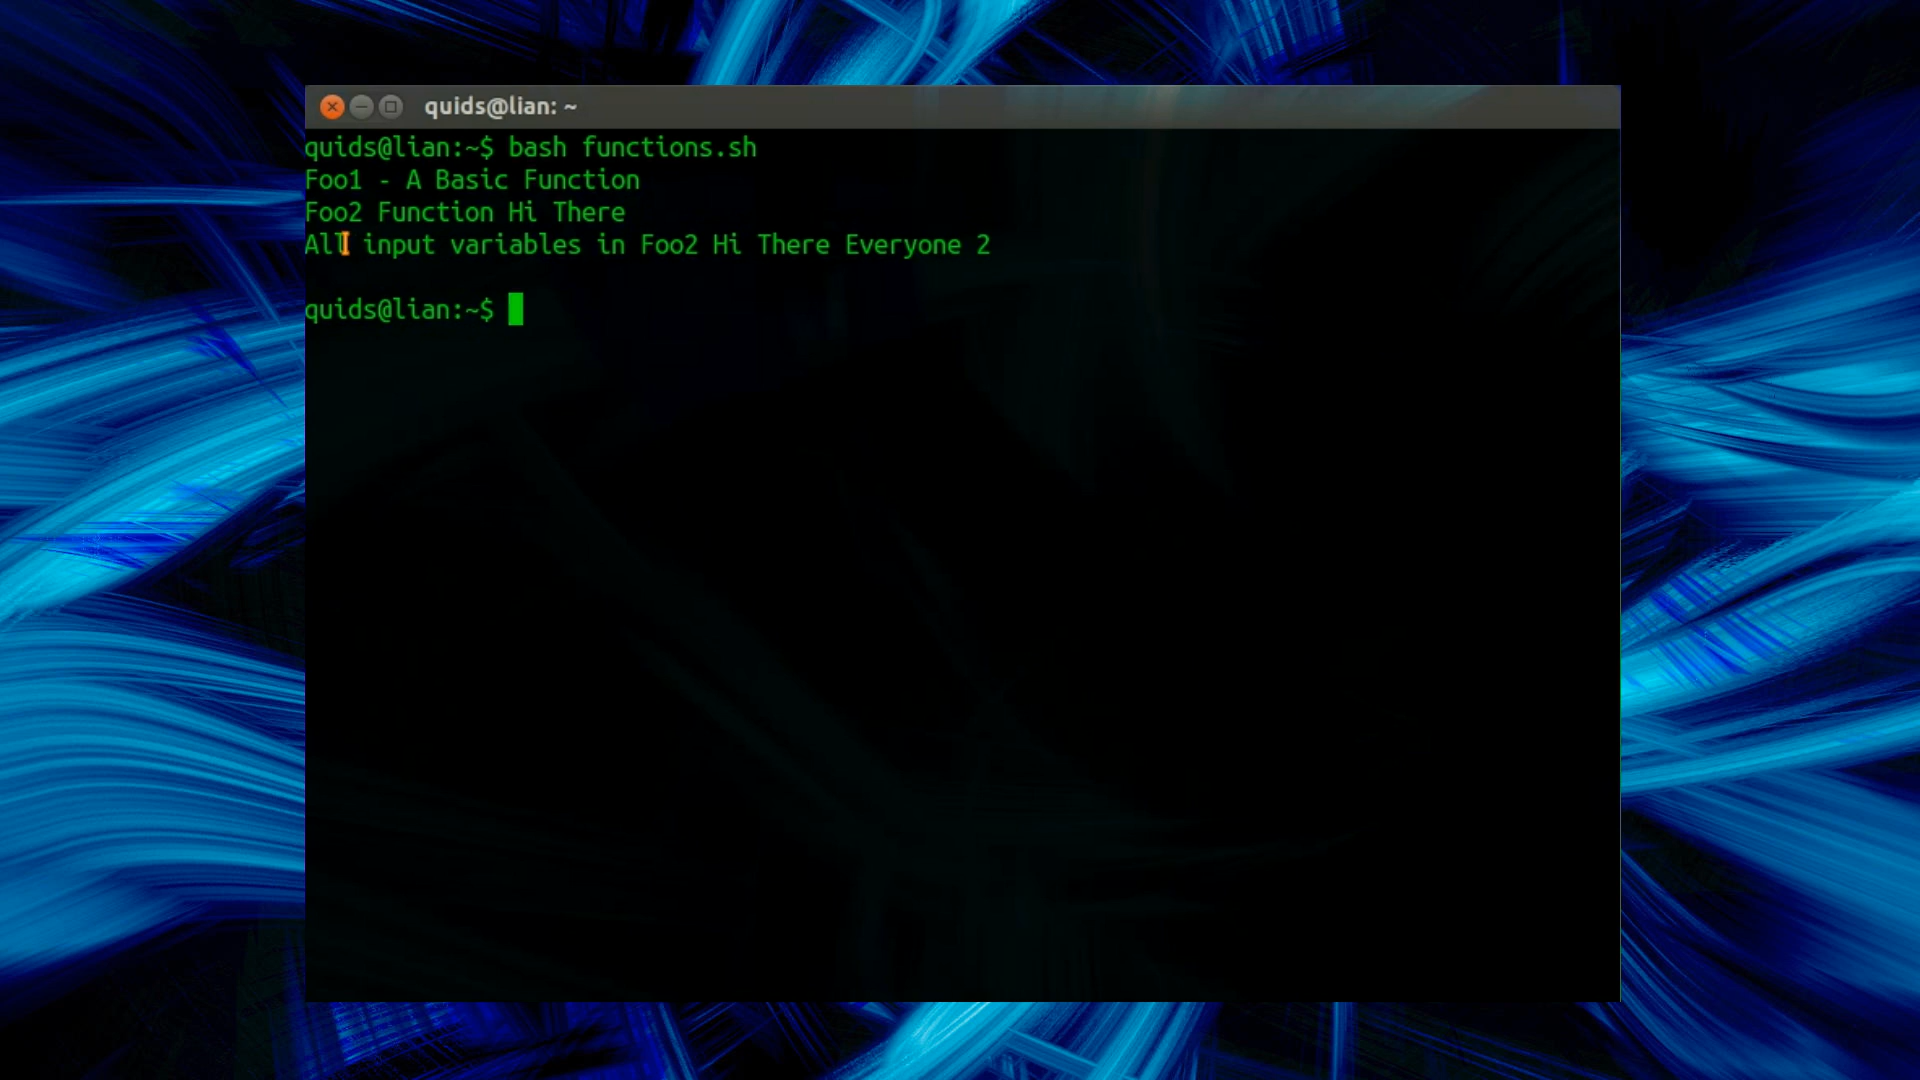 quids@lian: ~
quids@lian:~$ bash functions.sh
Foo1 - A Basic Function
Foo2 Function Hi There
All input variables in Foo2 Hi There Everyone 2
quids@lian:~$